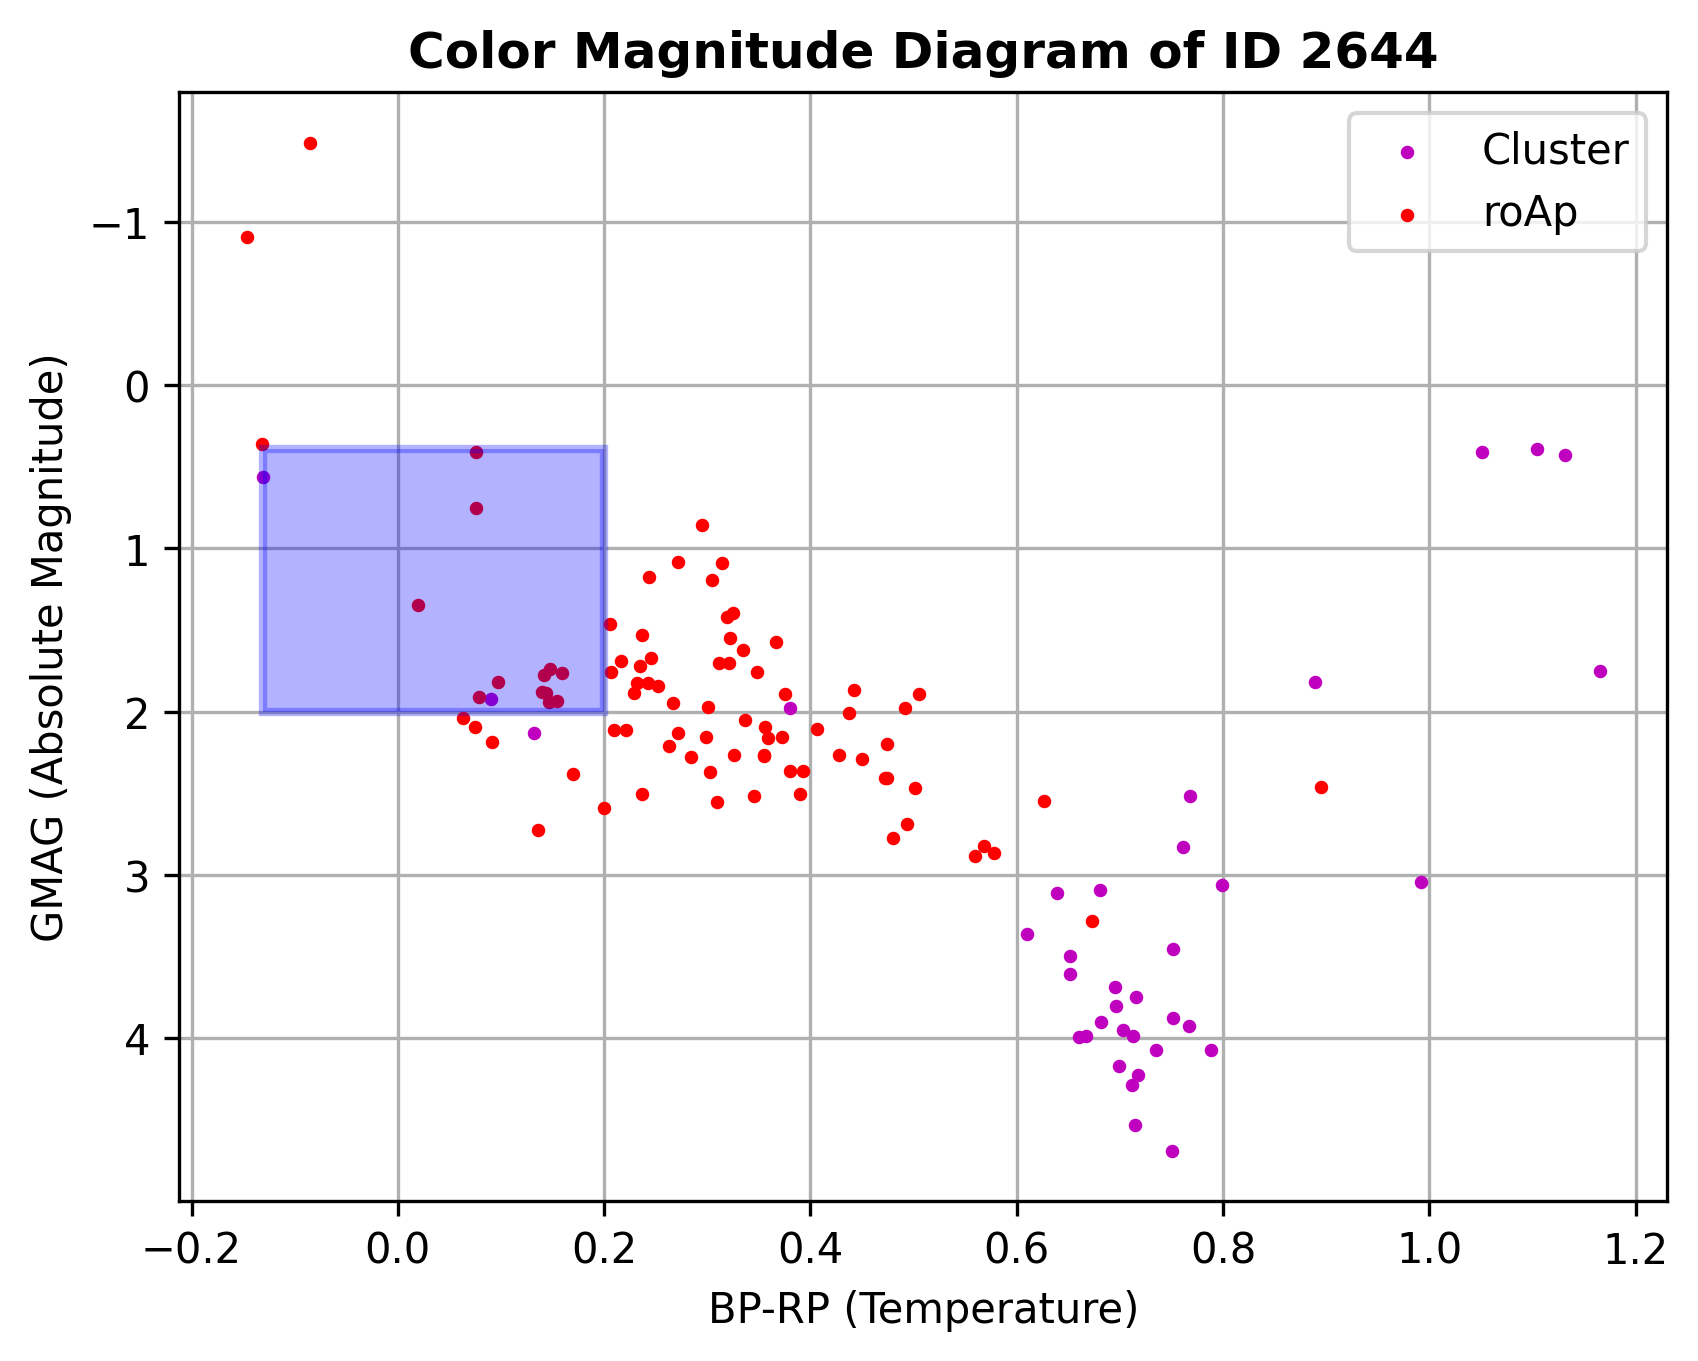 Color Magnitude Diagram of ID 2644
Cluster
roAp
GMAG (Absolute Magnitude)
−1
0
1
2
3
4
−0.2 0.0 0.2 0.4 0.6 0.8 1.0 1.2
BP-RP (Temperature)